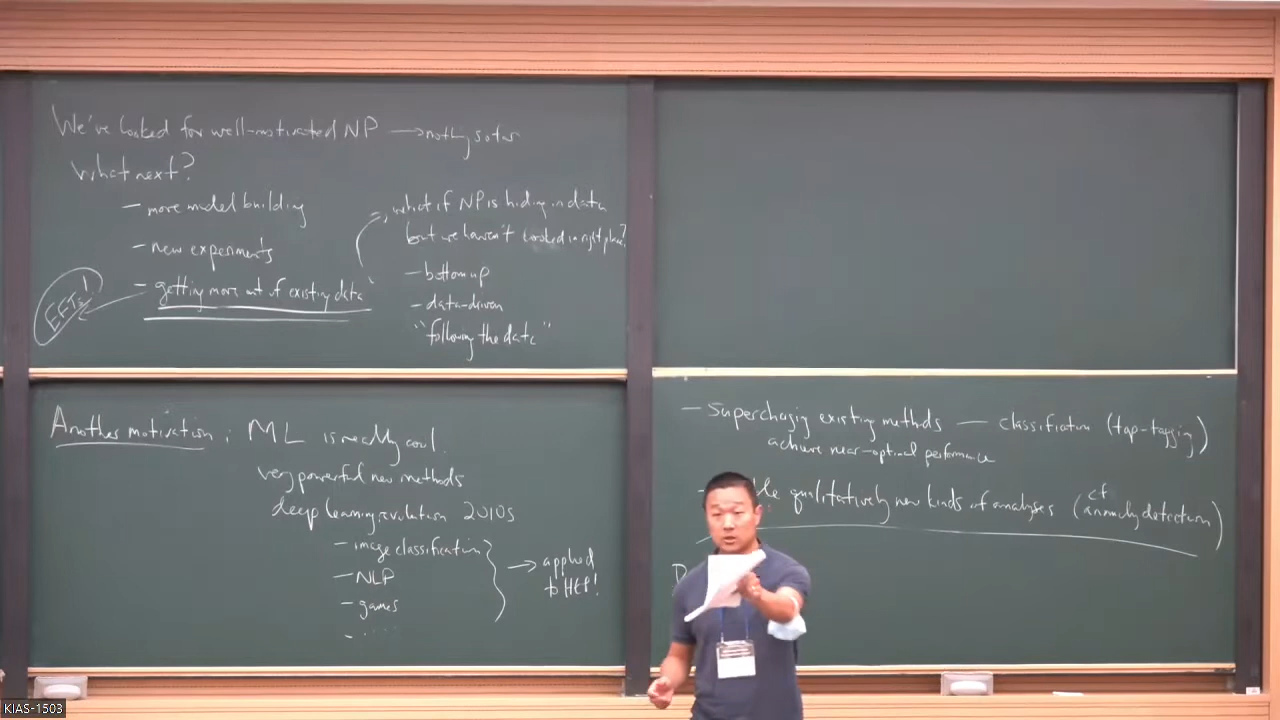 We've looked for well-motivated NP → nothing so far
What next?
- more model building
- new experiments
- getting more out of existing data
EFTs!
what if NP is hiding in data
but we haven't looked in right place?
- bottom up
- data-driven
"following the data"
Another motivation : ML is really cool.
very powerful new methods
deep learning revolution 2010s
- image classification
- NLP
- games
- .....
→ applied
to HEP!
- Supercharging existing methods — classification (top-tagging)
achieve near-optimal performance
qualitatively new kinds of analyses (cf anomaly detection)
KIAS-1503